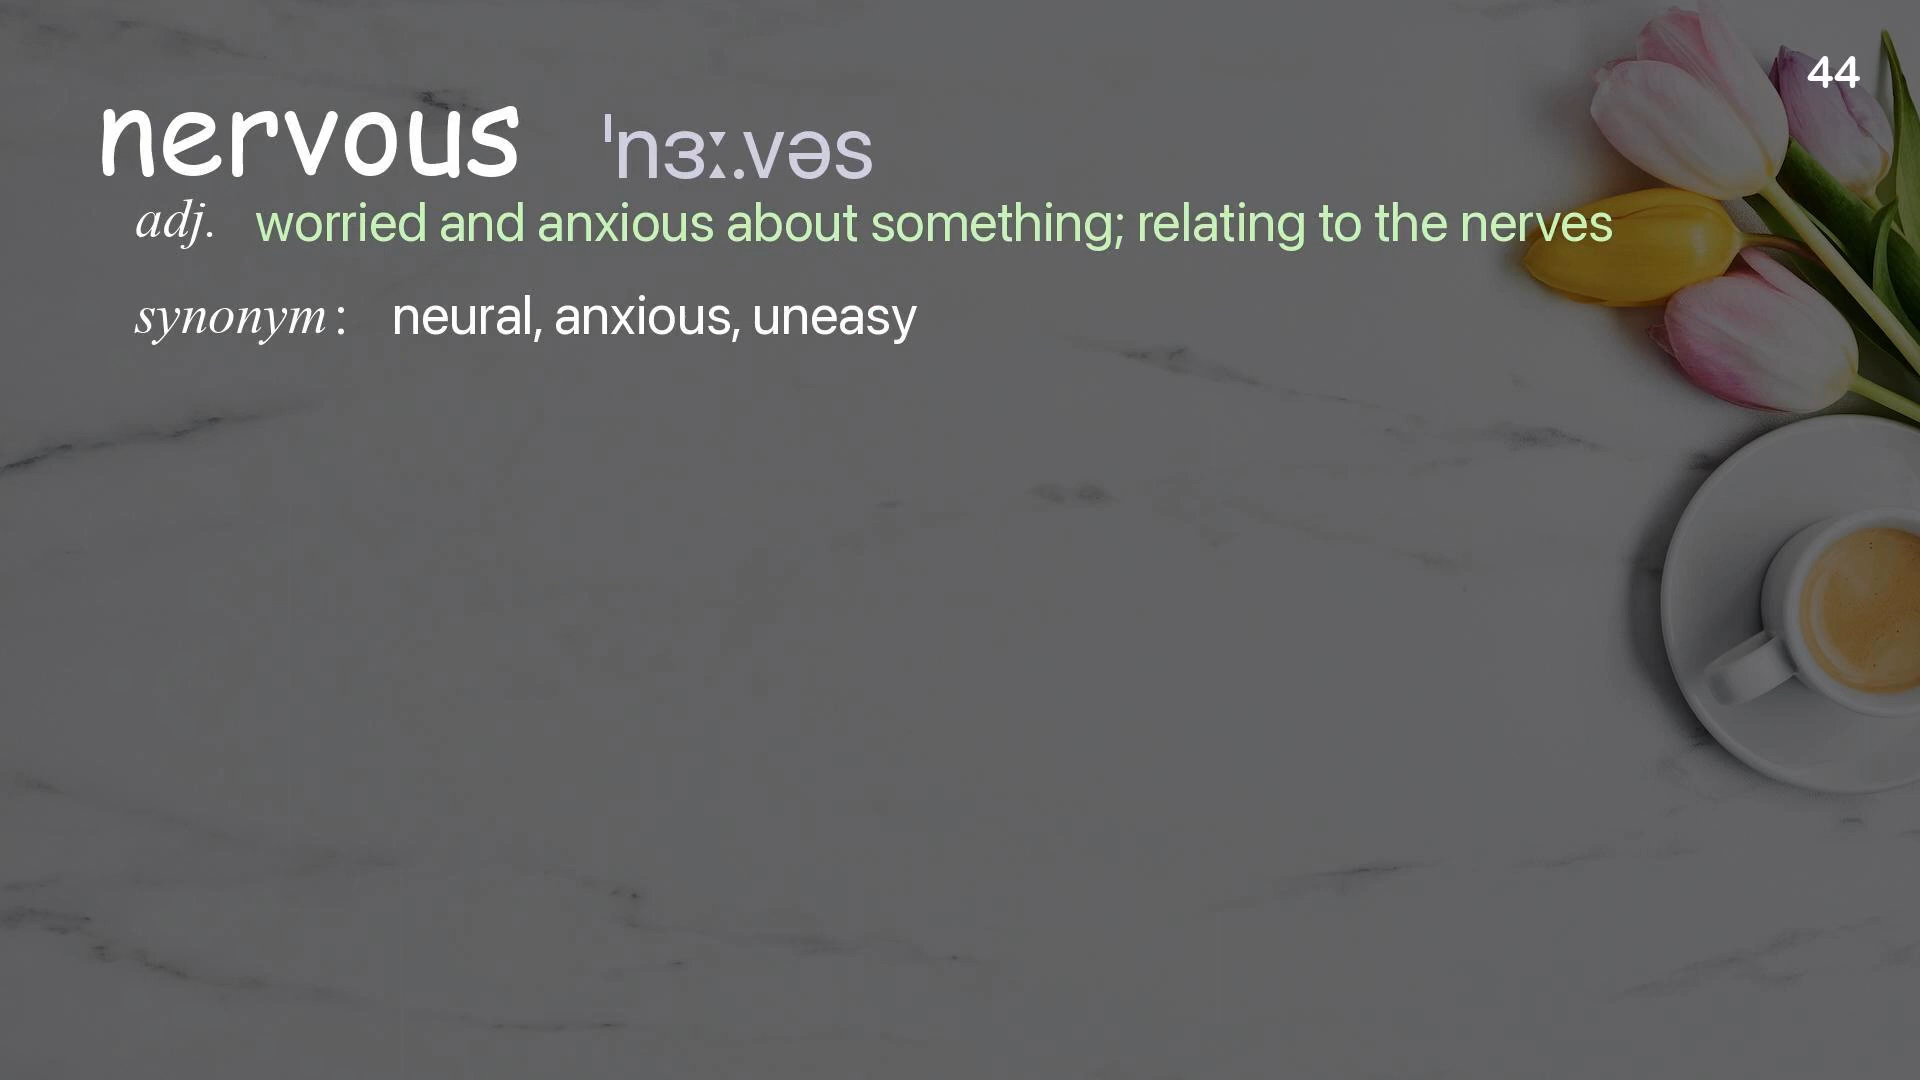 44
nervous ˈnɜː.vəs
adj. worried and anxious about something; relating to the nerves
synonym : neural, anxious, uneasy